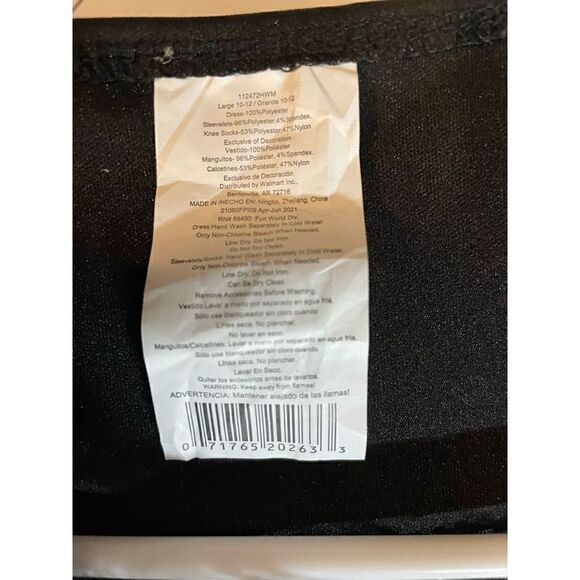 112472HWM
Large 10-12 / Grande 10-12
Dress-100%Polyester
Sleevelets-96%Polyester,4%Spandex,
Knee Socks-53%Polyester,47%Nylon
Exclusive of Decoration
Vestido-100%Poliéster
Manguitos- 96%Poliéster, 4%Spandex,
Calcetines-53%Poliéster, 47%Nylon
Exclusivo de Decoración
Distributed by Walmart Inc.,
Bentonville, AR 72716
MADE IN /HECHO EN: Ningbo, Zhejiang, China
21060FPI09 Apr-Jun 2021
RN# 88490 Fun World Div.
Dress:Hand Wash Separately In Cold Water.
Only Non-Chlorine Bleach When Needed.
Line Dry. Do Not Iron.
Do Not Dry Clean.
Sleevelets/Socks: Hand Wash Separately In Cold Water.
Only Non-Chlorine Bleach When Needed.
Line Dry. Do Not Iron.
Can Be Dry Clean
Remove Accessories Before Washing.
Vestido:Lavar a mano por separado en agua fria.
Sólo use blanqueador sin cloro cuando
Línea seca. No planchar.
No lavar en seco.
Manguitos/Calcetines: Lavar a mano por separado en agua fria.
Sólo use blanqueador sin cloro cuando
Línea seca. No planchar.
Lavar En Seco.
Quitar los accesorios antes de lavarlos.
WARNING: Keep away from flames!
ADVERTENCIA: Mantener alejado de las llamas!
0 71765 20263 3